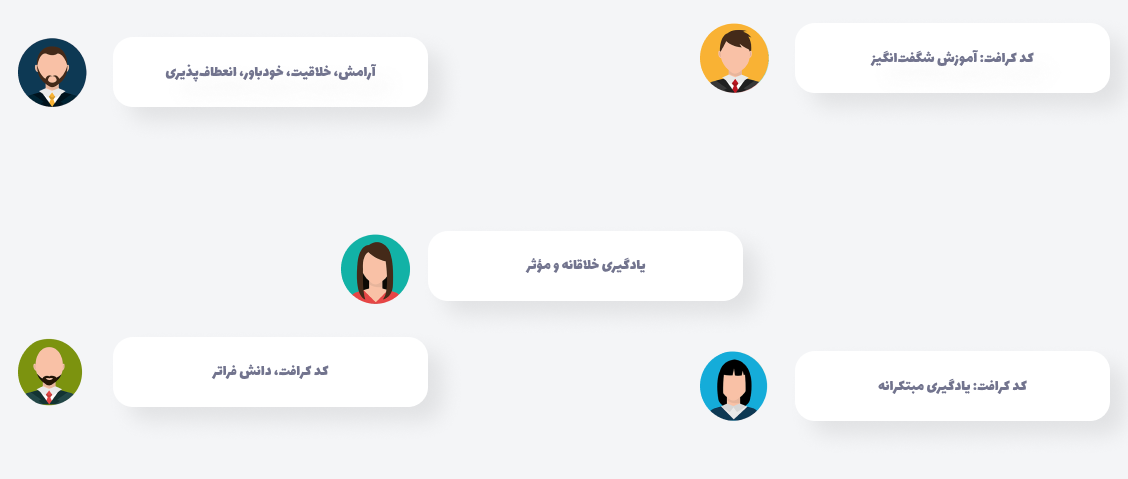 کد کرافت: آموزش شگفت‌انگیز
آرامش، خلاقیت، خودباور، انعطاف‌پذیری
یادگیری خلاقانه و مؤثر
کد کرافت: یادگیری مبتکرانه
کد کرافت، دانش فراتر